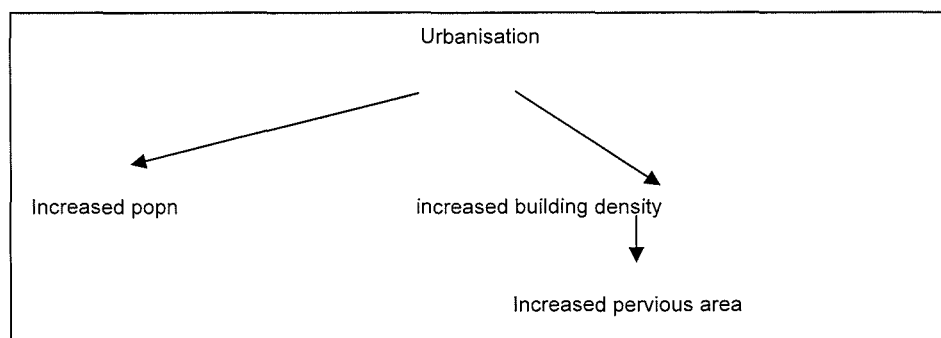 Urbanisation
Increased popn
increased building density
Increased pervious area